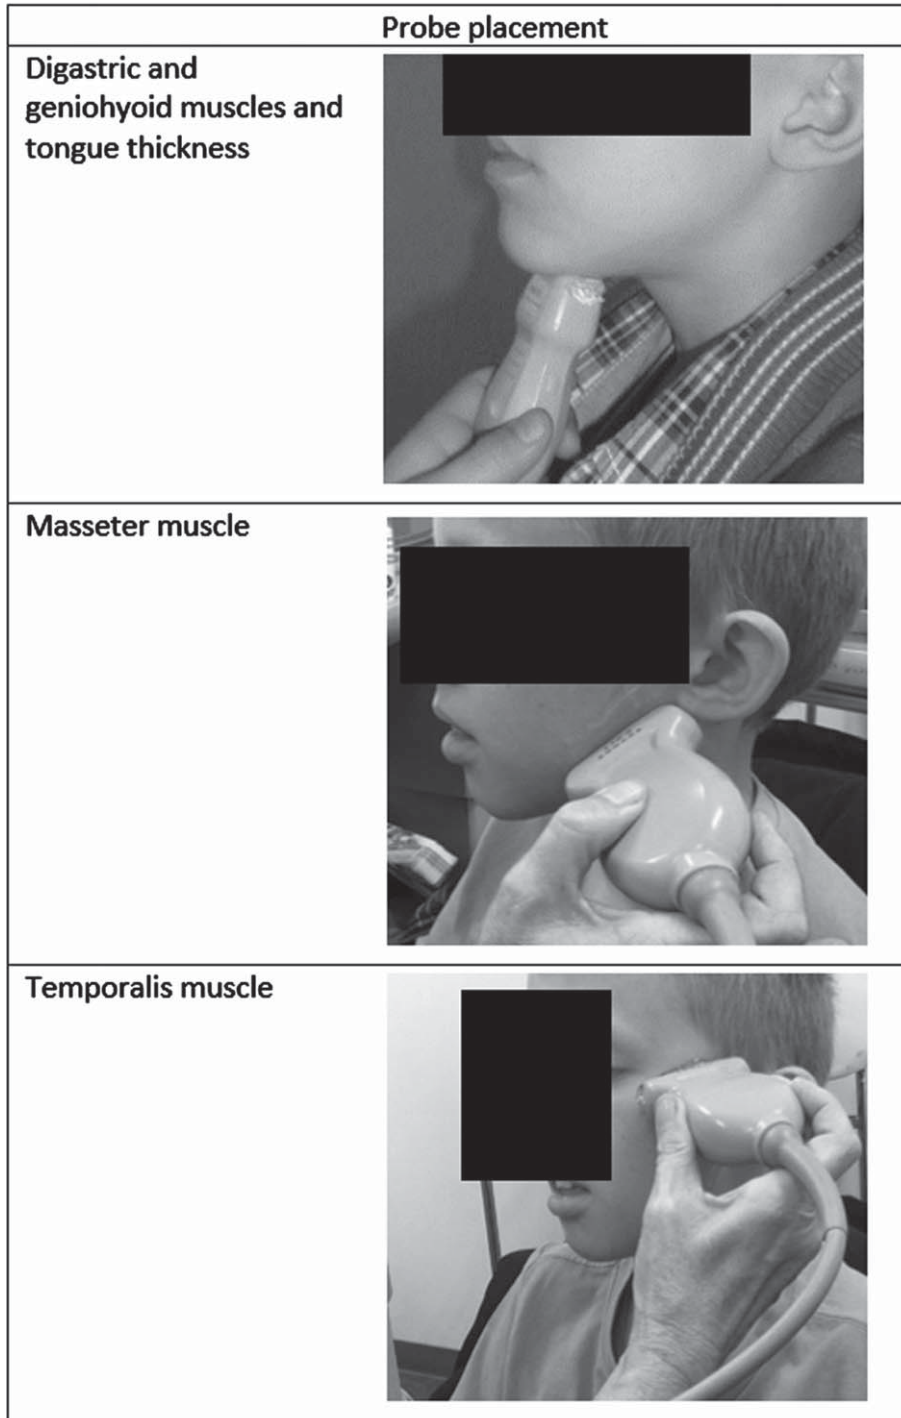 Probe placement
Digastric and
geniohyoid muscles and
tongue thickness
Masseter muscle
Temporalis muscle